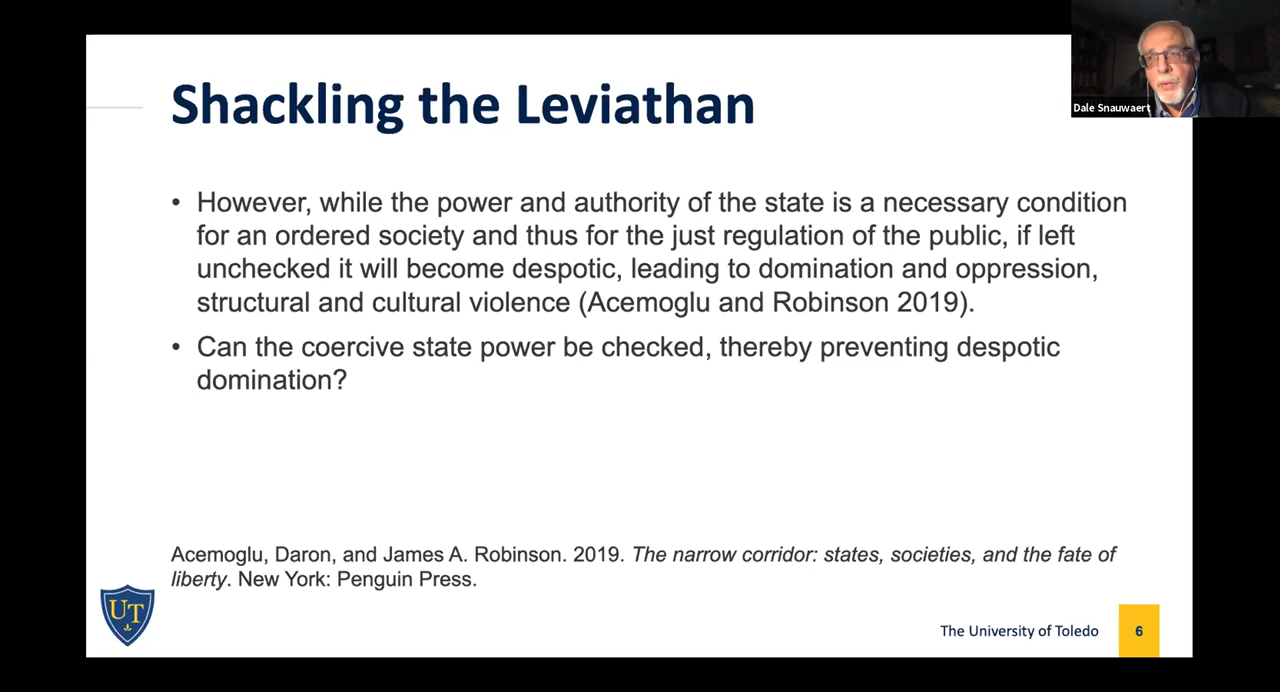 Dale Snauwaert
Shackling the Leviathan
• However, while the power and authority of the state is a necessary condition
for an ordered society and thus for the just regulation of the public, if left
unchecked it will become despotic, leading to domination and oppression,
structural and cultural violence (Acemoglu and Robinson 2019).
• Can the coercive state power be checked, thereby preventing despotic
domination?
Acemoglu, Daron, and James A. Robinson. 2019. The narrow corridor: states, societies, and the fate of
liberty. New York: Penguin Press.
UT
The University of Toledo
6